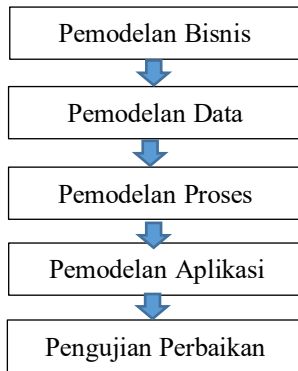 Pemodelan Bisnis
Pemodelan Data
Pemodelan Proses
Pemodelan Aplikasi
Pengujian Perbaikan